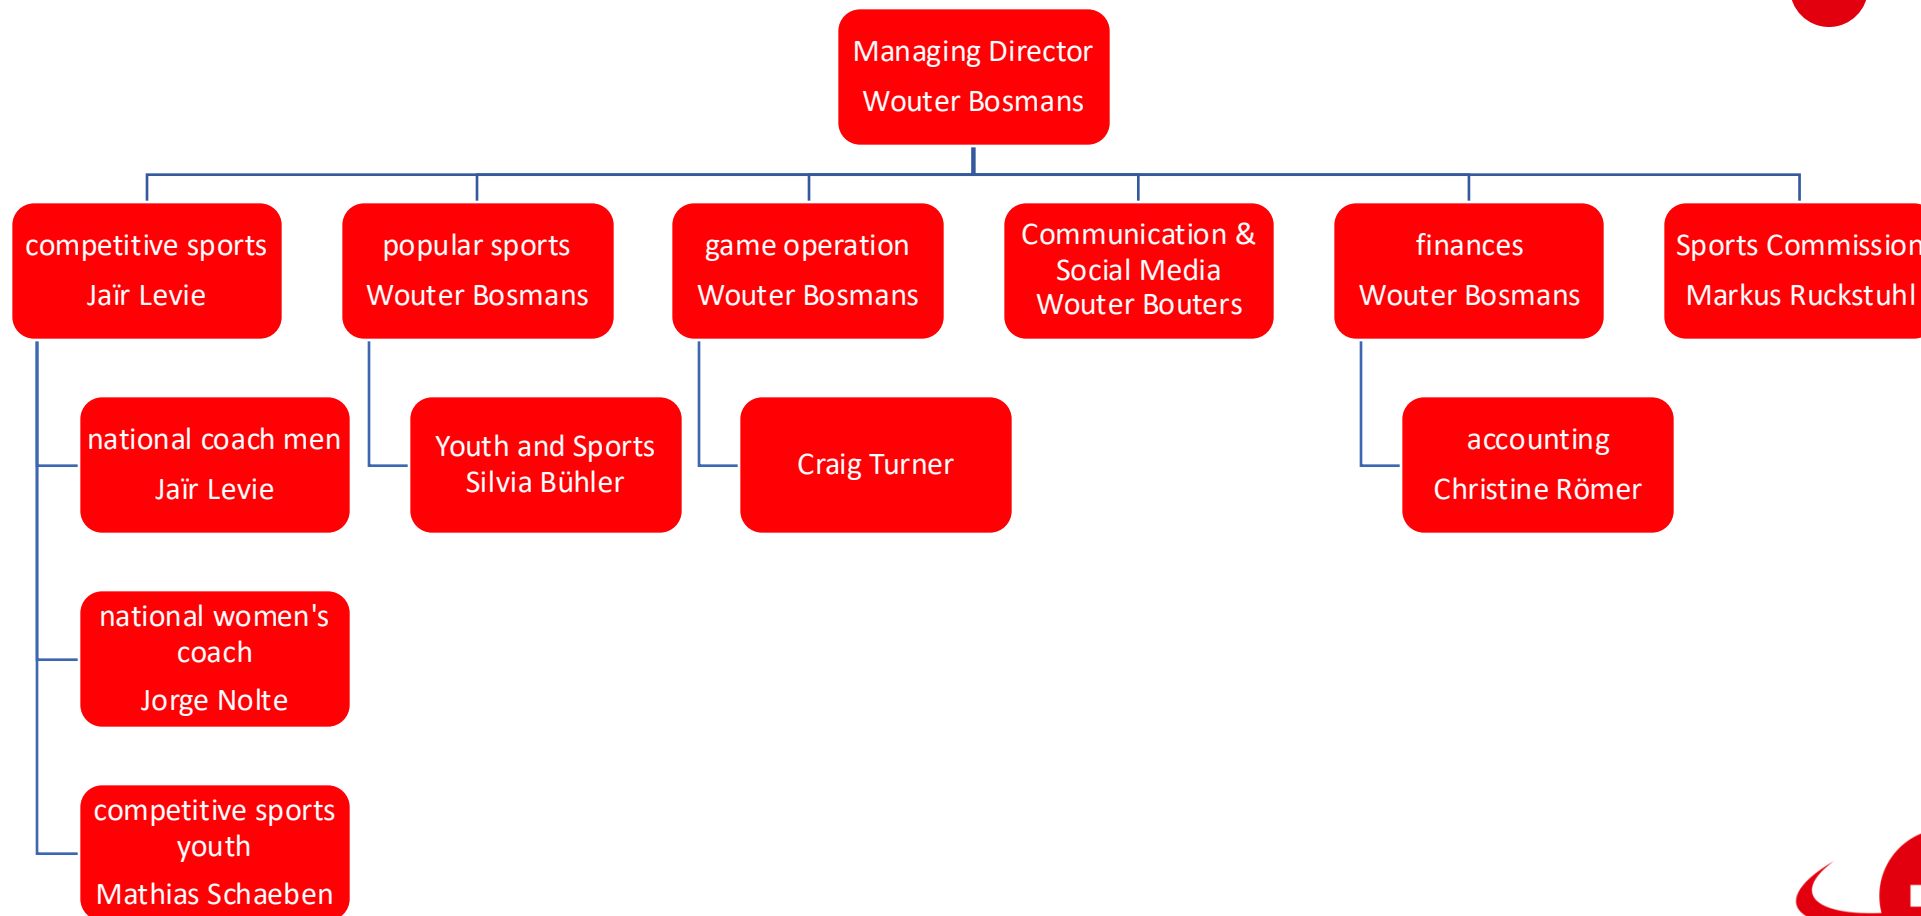 Managing Director
Wouter Bosmans
competitive sports
Jaïr Levie
popular sports
Wouter Bosmans
game operation
Wouter Bosmans
Communication &
Social Media
Wouter Bouters
finances
Wouter Bosmans
Sports Commission
Markus Ruckstuhl
national coach men
Jaïr Levie
Youth and Sports
Silvia Bühler
Craig Turner
accounting
Christine Römer
national women's
coach
Jorge Nolte
competitive sports
youth
Mathias Schaeben